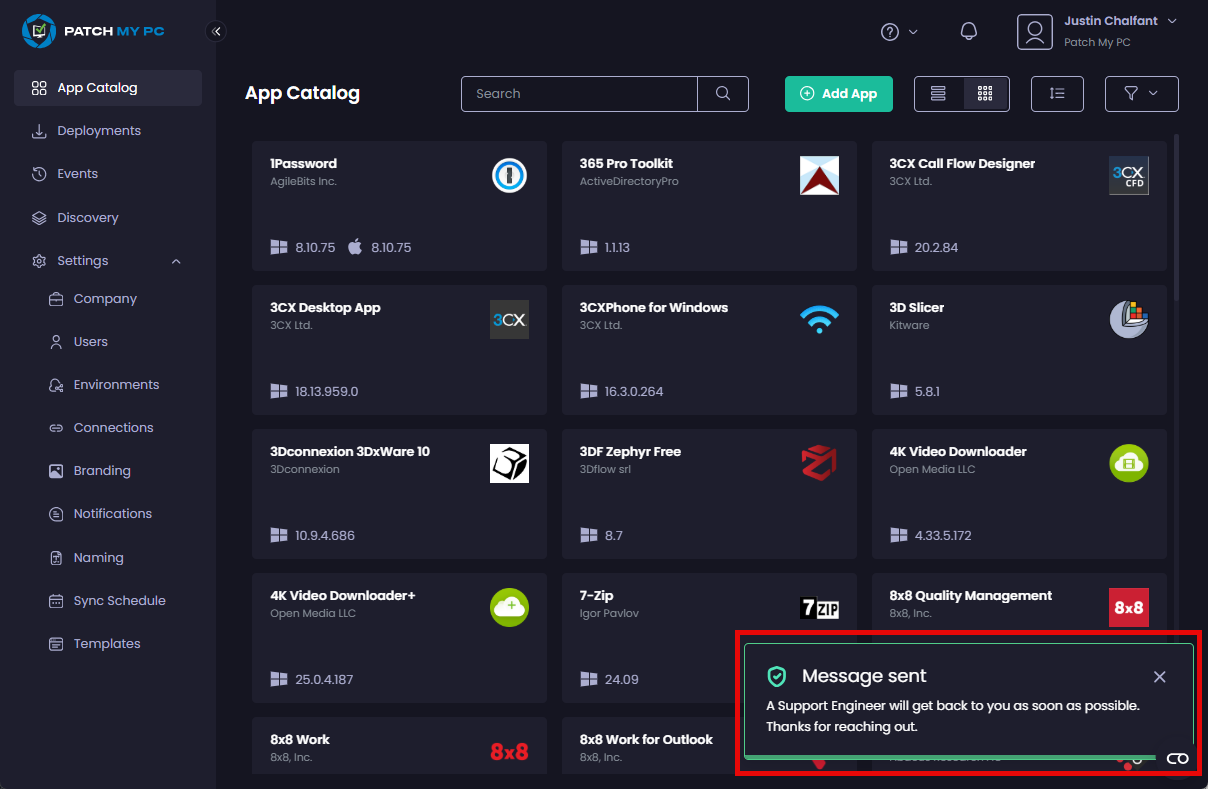 PATCH MY PC
Justin Chalfant
Patch My PC
App Catalog
Deployments
Events
Discovery
Settings
Company
Users
Environments
Connections
Branding
Notifications
Naming
Sync Schedule
Templates
App Catalog
Search
Add App
1Password
AgileBits Inc.
8.10.75
8.10.75
365 Pro Toolkit
ActiveDirectoryPro
1.1.13
3CX Call Flow Designer
3CX Ltd.
3CX
CFD
20.2.84
3CX Desktop App
3CX Ltd.
3CX
18.13.959.0
3CXPhone for Windows
3CX Ltd.
16.3.0.264
3D Slicer
Kitware
5.8.1
3Dconnexion 3DxWare 10
3Dconnexion
10.9.4.686
3DF Zephyr Free
3Dflow srl
8.7
4K Video Downloader
Open Media LLC
4.33.5.172
4K Video Downloader+
Open Media LLC
25.0.4.187
7-Zip
Igor Pavlov
7ZIP
24.09
8x8 Quality Management
8x8, Inc.
8x8
8x8 Work
8x8, Inc.
8x8
8x8 Work for Outlook
8x8, Inc.
Message sent
A Support Engineer will get back to you as soon as possible.
Thanks for reaching out.